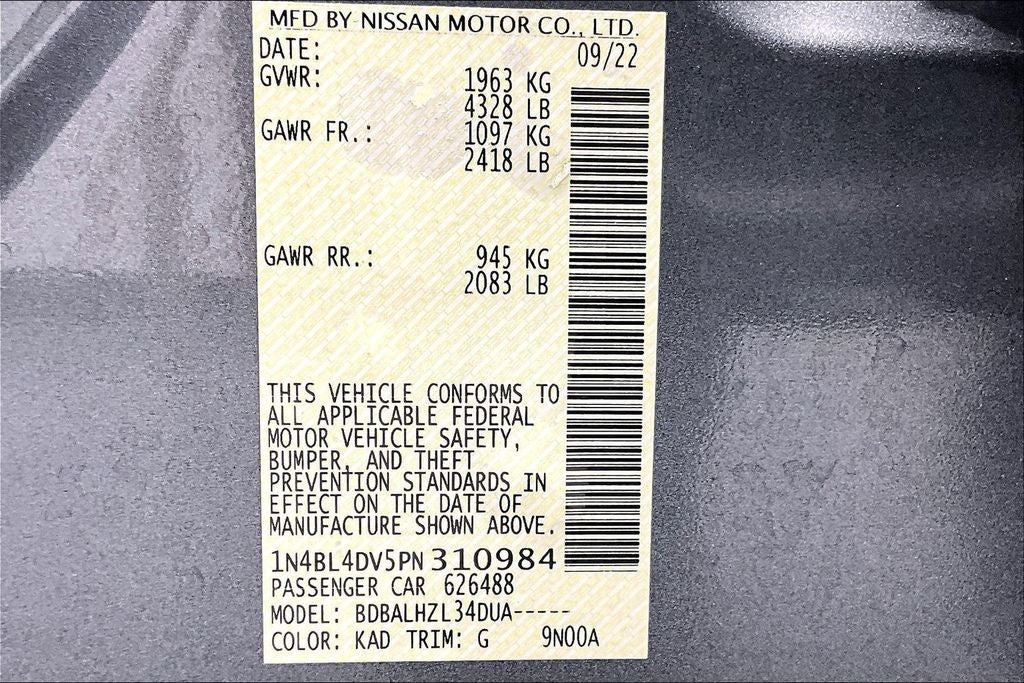 MFD BY NISSAN MOTOR CO., LTD.
DATE: 09/22
GVWR: 1963 KG
4328 LB
GAWR FR.: 1097 KG
2418 LB
GAWR RR.: 945 KG
2083 LB
THIS VEHICLE CONFORMS TO
ALL APPLICABLE FEDERAL
MOTOR VEHICLE SAFETY,
BUMPER, AND THEFT
PREVENTION STANDARDS IN
EFFECT ON THE DATE OF
MANUFACTURE SHOWN ABOVE.
1N4BL4DV5PN310984
PASSENGER CAR 626488
MODEL: BDBALHZL34DUA-----
COLOR: KAD TRIM: G 9N00A